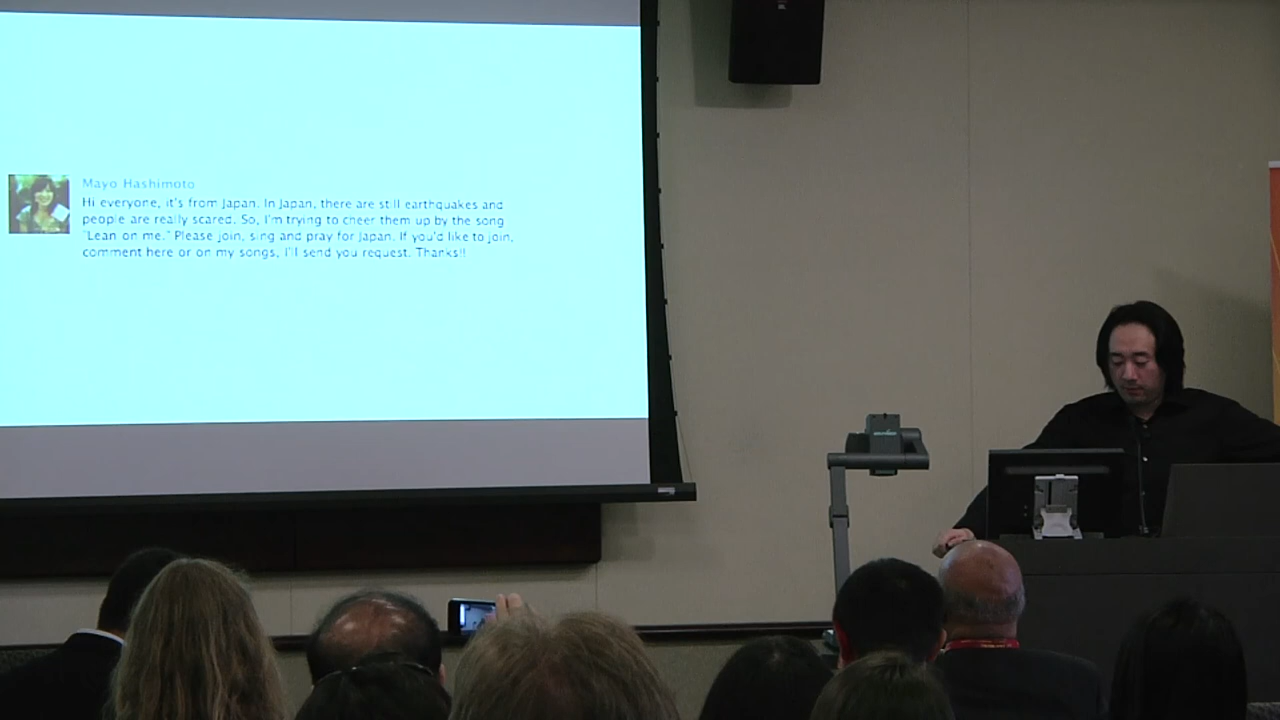 Mayo Hashimoto
Hi everyone, it's from Japan. In Japan, there are still earthquakes and
people are really scared. So, I'm trying to cheer them up by the song
"Lean on me." Please join, sing and pray for Japan. If you'd like to join,
comment here or on my songs, I'll send you request. Thanks!!